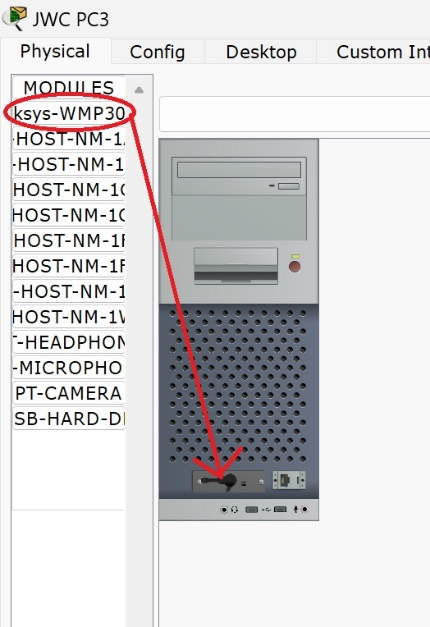 JWC PC3
Physical Config Desktop Custom Int
MODULES
ksys-WMP30
-HOST-NM-1
-HOST-NM-1
HOST-NM-1C
HOST-NM-1C
HOST-NM-1F
HOST-NM-1F
-HOST-NM-1
HOST-NM-1W
T-HEADPHON
-MICROPHO
PT-CAMERA
SB-HARD-DI